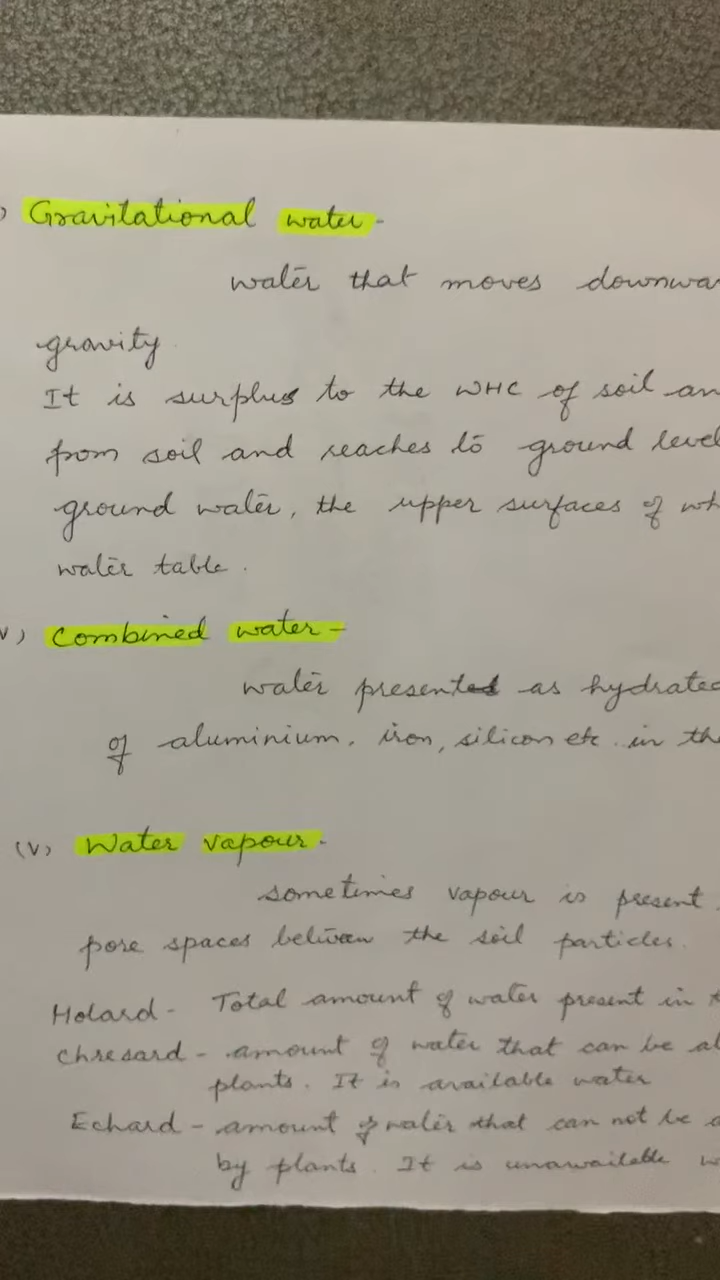 ) Gravitational water-
water that moves downwa
gravity
It is surplus to the WHC of soil an
from soil and reaches to ground level
ground water, the upper surfaces of wh
water table.
v) Combined water-
water presented as hydrated
of aluminium, iron, silicon etc. in th
(v) Water vapour-
sometimes vapour is present
pore spaces between the soil particles.
Holard- Total amount of water present in t
Chresard- amount of water that can be a
plants. It is available water
Echard- amount of water that can not be a
by plants. It is unawailable w